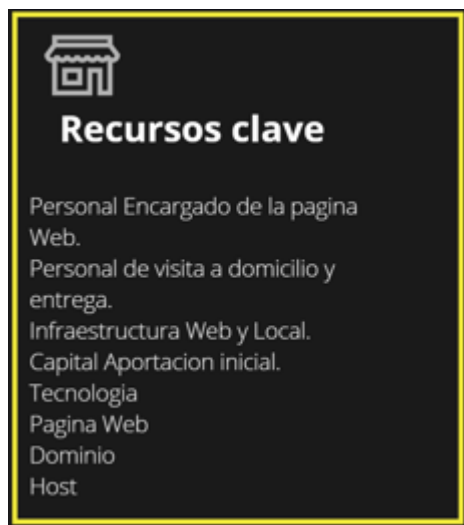 Recursos clave
Personal Encargado de la pagina
Web.
Personal de visita a domicilio y
entrega.
Infraestructura Web y Local.
Capital Aportacion inicial.
Tecnologia
Pagina Web
Dominio
Host